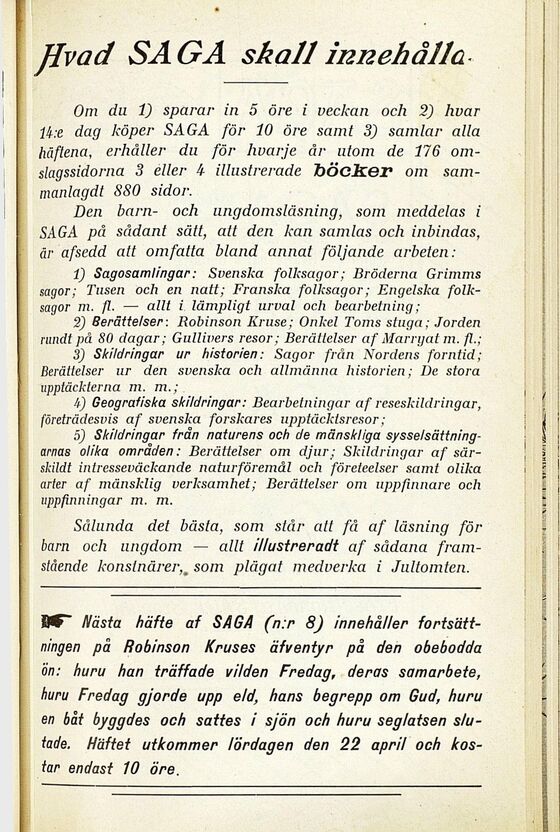 Hvad SAGA skall innehålla.
Om du 1) sparar in 5 öre i veckan och 2) hvar
14:e dag köper SAGA för 10 öre samt 3) samlar alla
häftena, erhåller du för hvarje år utom de 176 om-
slagssidorna 3 eller 4 illustrerade böcker om sam-
manlagdt 880 sidor.
Den barn- och ungdomsläsning, som meddelas i
SAGA på sådant sätt, att den kan samlas och inbindas,
är afsedd att omfatta bland annat följande arbeten:
1) Sagosamlingar: Svenska folksagor; Bröderna Grimms
sagor; Tusen och en natt; Franska folksagor; Engelska folk-
sagor m. fl. — allt i lämpligt urval och bearbetning;
2) Berättelser: Robinson Kruse; Onkel Toms stuga; Jorden
rundt på 80 dagar; Gullivers resor; Berättelser af Marryat m. fl.;
3) Skildringar ur historien: Sagor från Nordens forntid;
Berättelser ur den svenska och allmänna historien; De stora
upptäckterna m. m.;
4) Geografiska skildringar: Bearbetningar af reseskildringar,
företrädesvis af svenska forskares upptäcktsresor;
5) Skildringar från naturens och de mänskliga sysselsättning-
arnas olika områden: Berättelser om djur; Skildringar af sär-
skildt intresseväckande naturföremål och företeelser samt olika
arter af mänsklig verksamhet; Berättelser om uppfinnare och
uppfinningar m. m.
Sålunda det bästa, som står att få af läsning för
barn och ungdom — allt illustreradt af sådana fram-
stående konstnärer, som plägat medverka i Jultomten.
☛ Nästa häfte af SAGA (n:r 8) innehåller fortsätt-
ningen på Robinson Kruses äfventyr på den obebodda
ön: huru han träffade vilden Fredag, deras samarbete,
huru Fredag gjorde upp eld, hans begrepp om Gud, huru
en båt byggdes och sattes i sjön och huru seglatsen slu-
tade. Häftet utkommer lördagen den 22 april och kos-
tar endast 10 öre.